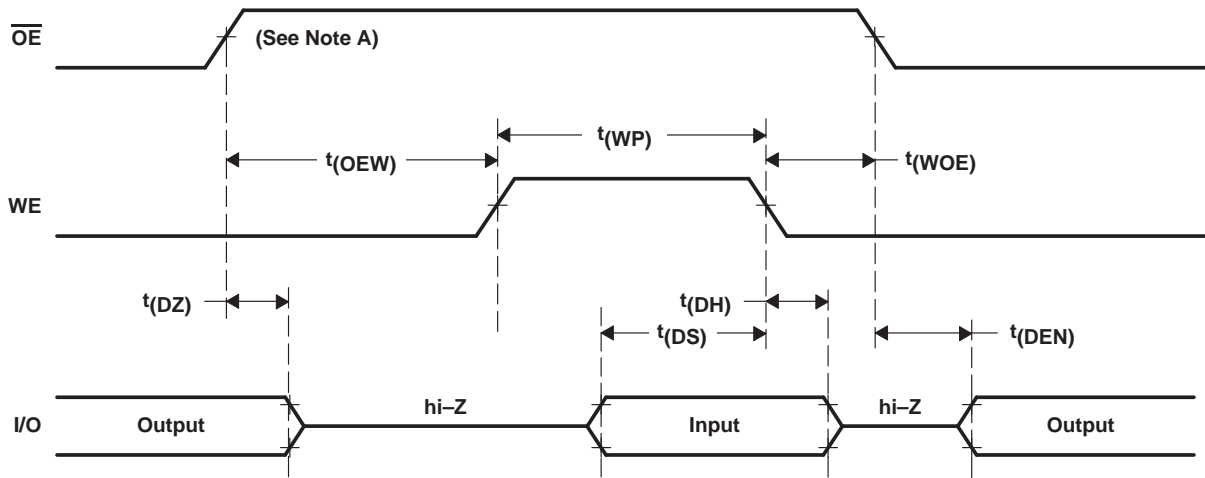 OE
(See Note A)
t(WP)
t(OEW)
t(WOE)
WE
t(DZ)
t(DH)
t(DS)
t(DEN)
I/O
Output
hi–Z
Input
hi–Z
Output